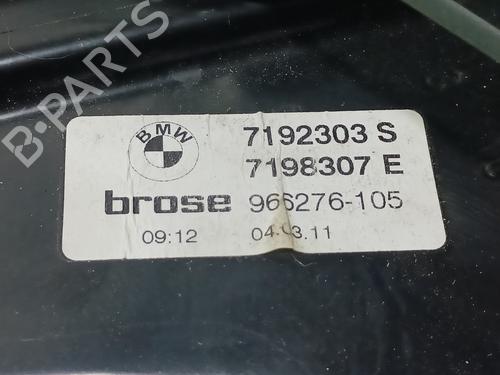 B-PARTS
BMW
7192303 S
7198307 E
brose 966276-105
09:12 04.03.11